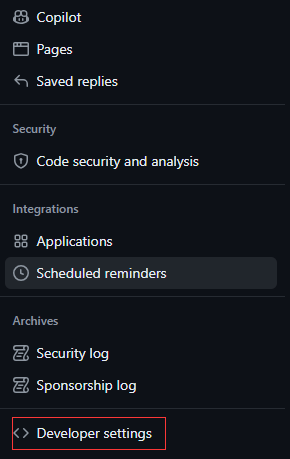 Copilot
Pages
Saved replies
Security
Code security and analysis
Integrations
Applications
Scheduled reminders
Archives
Security log
Sponsorship log
Developer settings